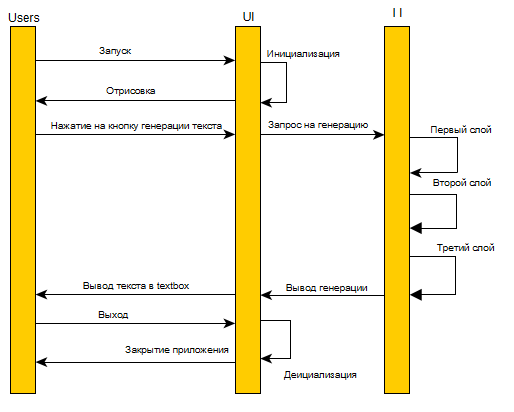 Users
UI
I I
Запуск
Инициализация
Отрисовка
Нажатие на кнопку генерации текста
Запрос на генерацию
Первый слой
Второй слой
Третий слой
Вывод текста в textbox
Вывод генерации
Выход
Закрытие приложения
Деициализация